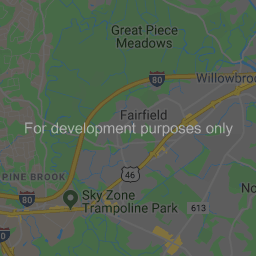 Great Piece
Meadows
80
Willowbro
Fairfield
For development purposes only
46
PINE BROOK
80
Sky Zone
Trampoline Park
613
No
0